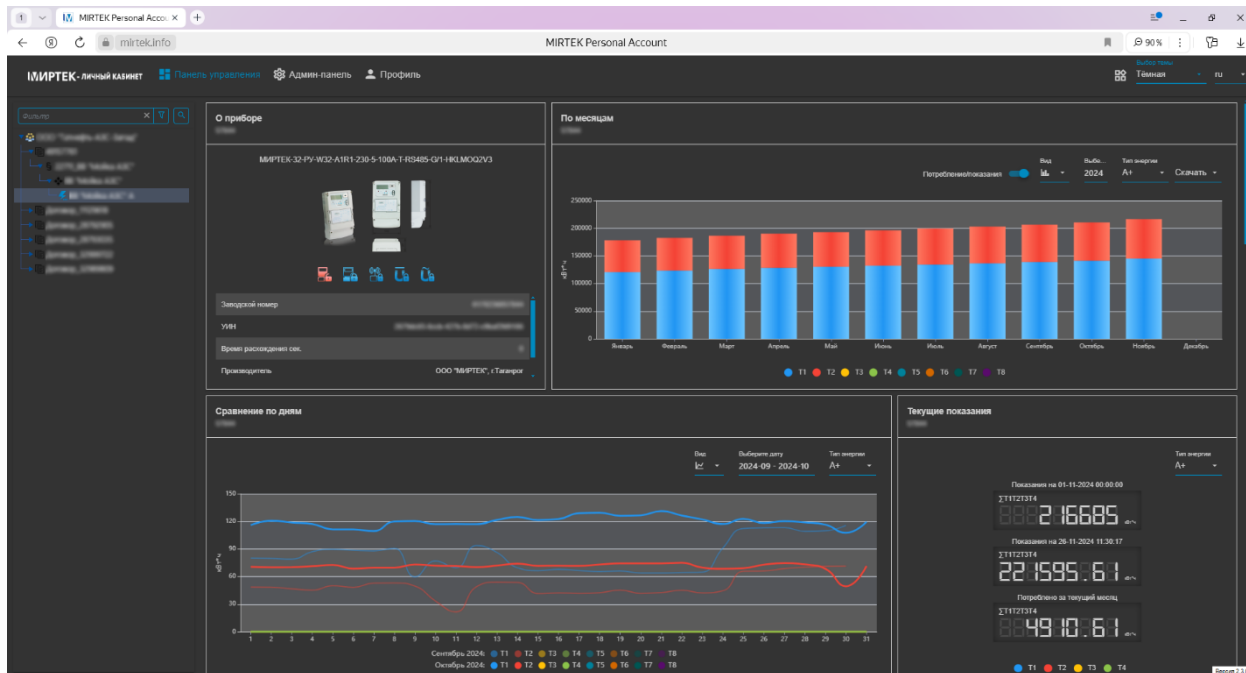 1
MIRTEK Personal Accou
mirtek.info
MIRTEK Personal Account
90 %
МИРТЕК - ЛИЧНЫЙ КАБИНЕТ
Панель управления
Админ-панель
Профиль
Выбез темы
Тёмная
ru
Фильтр
О приборе
МИРТЕК-32-РУ-W32-A1R1-230-5-100A-T-RS485-G/1-HKLMOQ2V3
Заводской номер
УИН
Время расхождения сек.
Производитель
ООО "МИРТЕК", г.Таганрог
По месяцам
Потребление/показания
Вид
Выбе...
2024
Тип энергии
A+
Скачать
250000
200000
150000
100000
50000
0
кВт*ч
Январь Февраль Март Апрель Май Июнь Июль Август Сентябрь Октябрь Ноябрь Декабрь
T1 T2 T3 T4 T5 T6 T7 T8
Сравнение по дням
Вид
Выберите дату
2024-09 - 2024-10
Тип энергии
A+
150
120
90
60
30
0
кВт*ч
1 2 3 4 5 6 7 8 9 10 11 12 13 14 15 16 17 18 19 20 21 22 23 24 25 26 27 28 29 30 31
Сентябрь 2024: T1 T2 T3 T4 T5 T6 T7 T8
Октябрь 2024: T1 T2 T3 T4 T5 T6 T7 T8
Текущие показания
Тип энергии
A+
Показания на 01-11-2024 00:00:00
∑T1T2T3T4
216685
Показания на 26-11-2024 11:30:17
∑T1T2T3T4
221595.61
Потреблено за текущий месяц
∑T1T2T3T4
4910.61
T1 T2 T3 T4